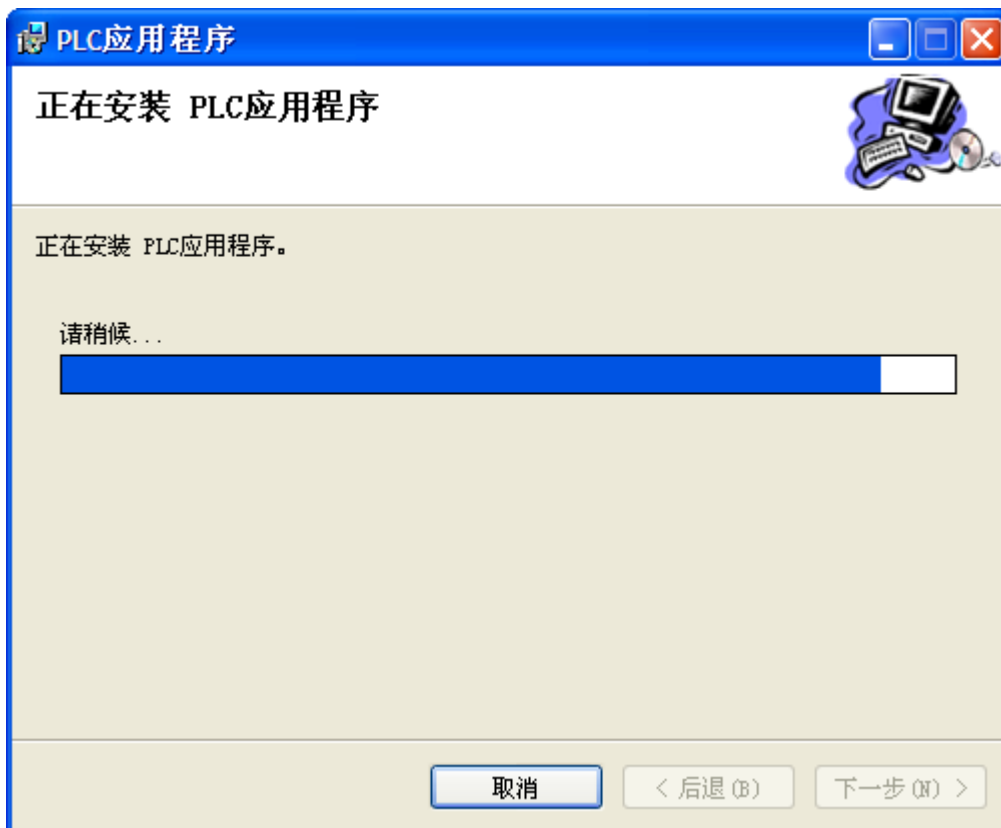 PLC应用程序
正在安装 PLC应用程序
正在安装 PLC应用程序。
请稍候...
取消
< 后退(B)
下一步(N) >